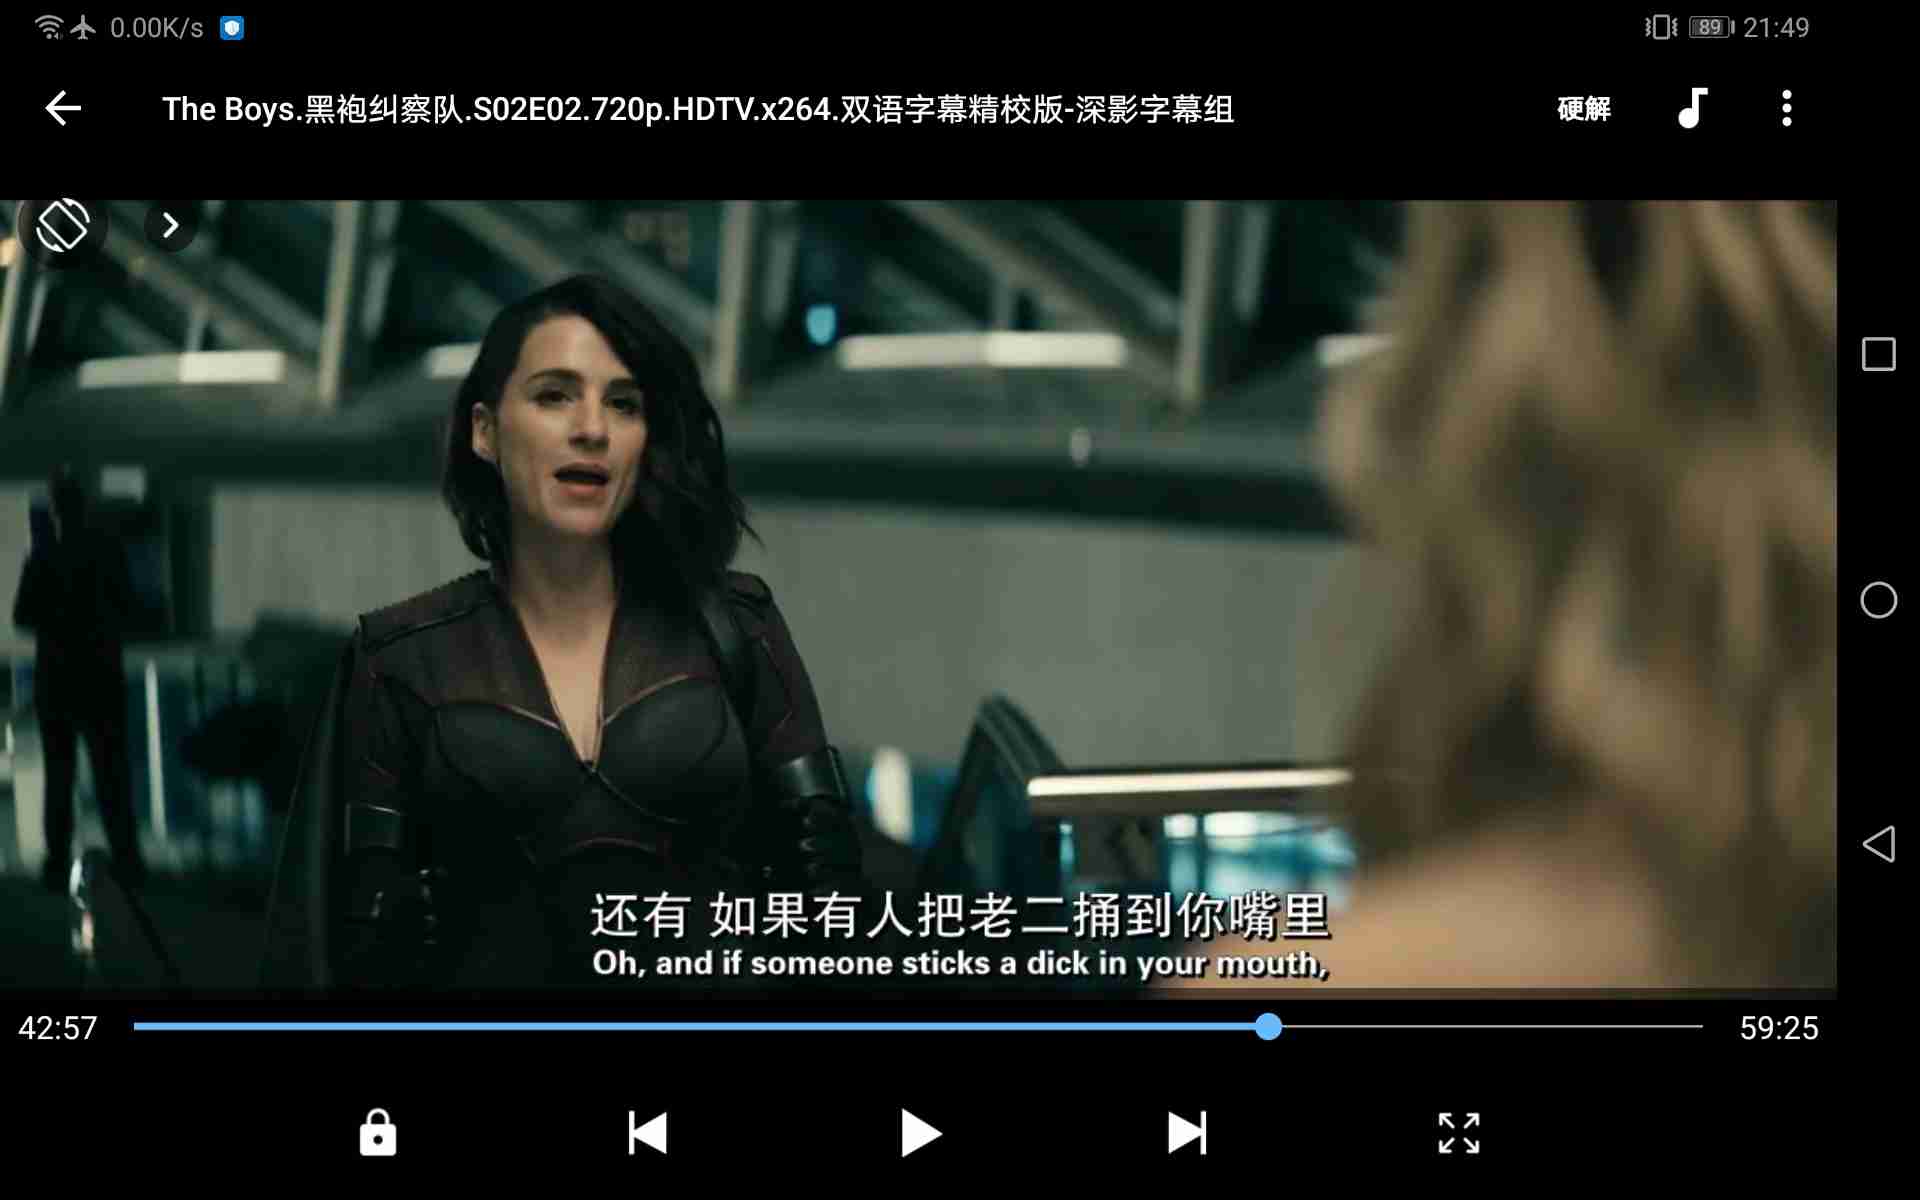 0.00K/s
89 21:49
The Boys.黑袍纠察队.S02E02.720p.HDTV.x264.双语字幕精校版-深影字幕组
硬解
还有 如果有人把老二捅到你嘴里
Oh, and if someone sticks a dick in your mouth,
42:57
59:25